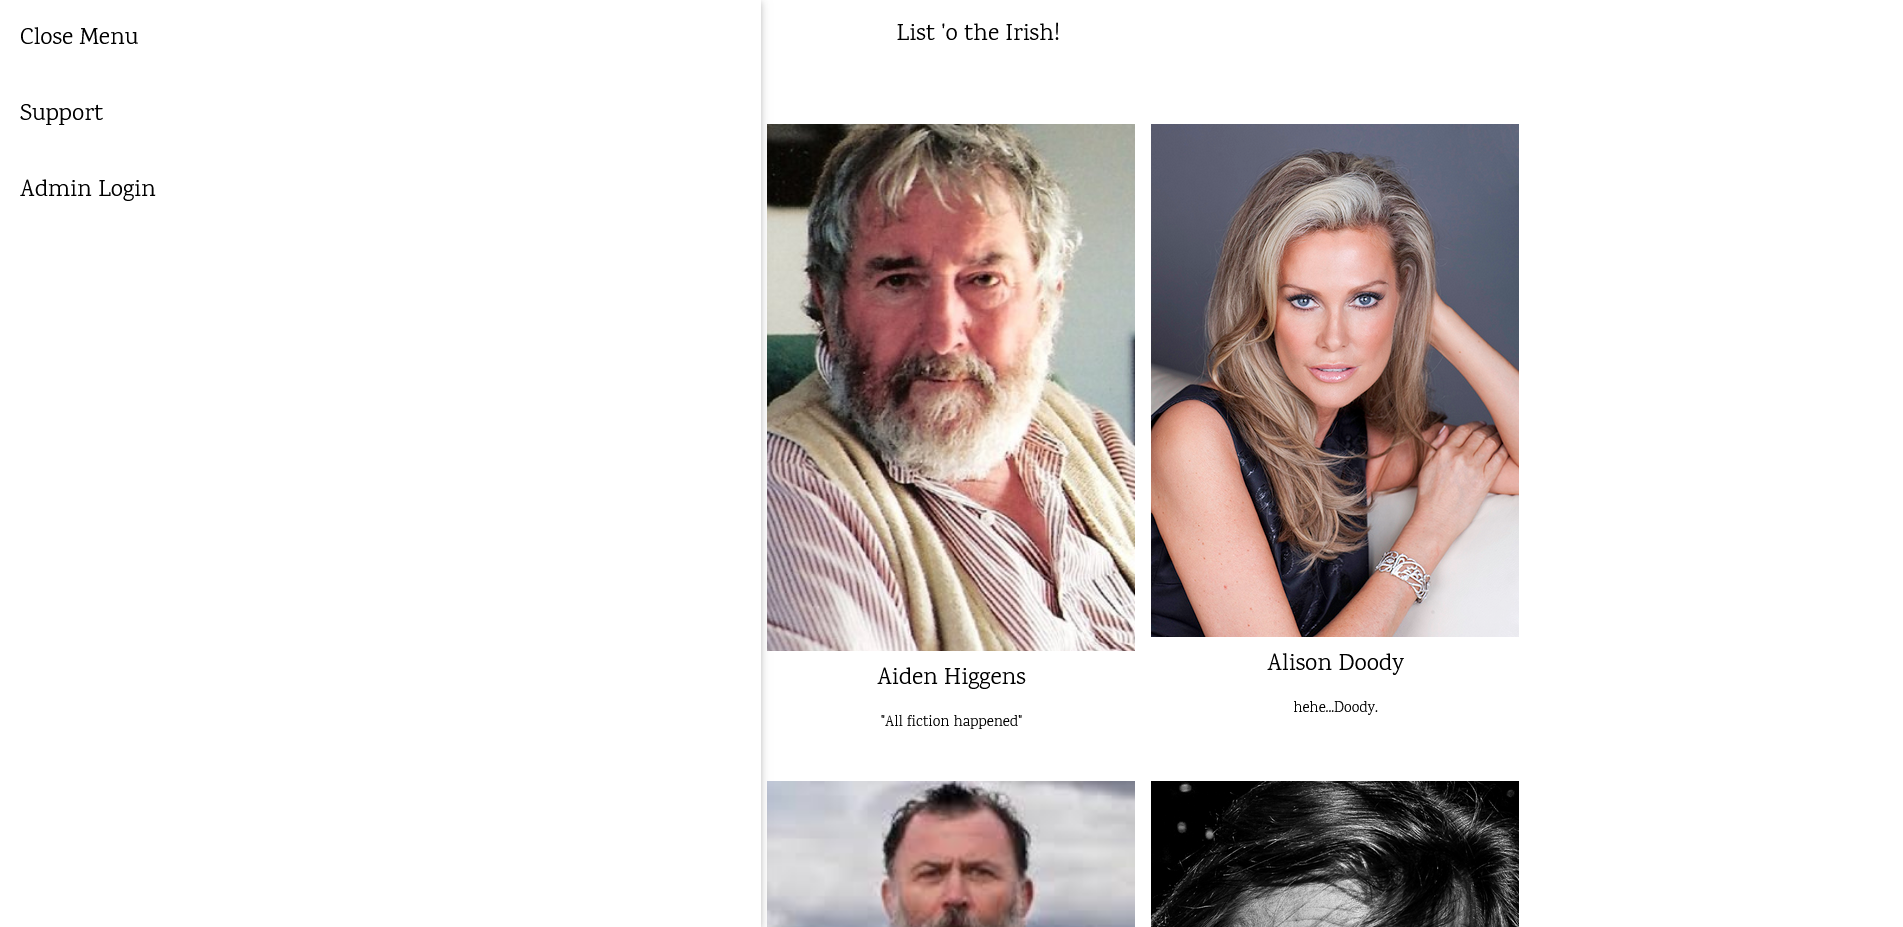 Close Menu
Support
Admin Login
List 'o the Irish!
Aiden Higgens
"All fiction happened"
Alison Doody
hehe...Doody.